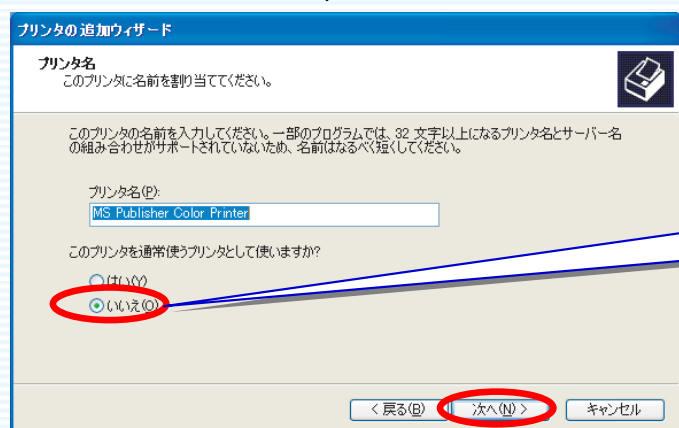 プリンタの追加ウィザード
プリンタ名
このプリンタに名前を割り当ててください。
このプリンタの名前を入力してください。一部のプログラムでは、32 文字以上になるプリンタ名とサーバー名
の組み合わせがサポートされていないため、名前はなるべく短くしてください。
プリンタ名(P):
MS Publisher Color Printer
このプリンタを通常使うプリンタとして使いますか?
はい(Y)
いいえ(O)
< 戻る(B)
次へ(N) >
キャンセル